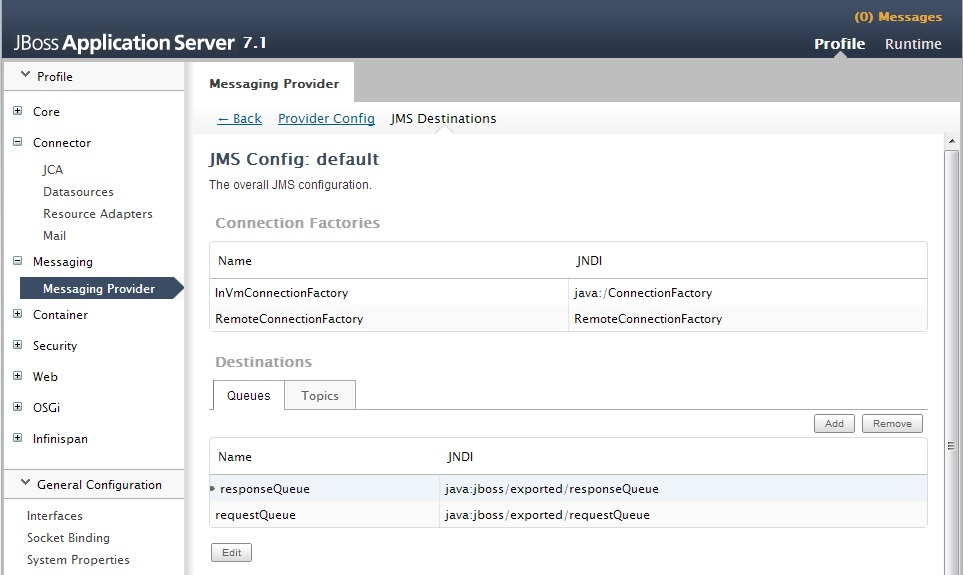 (0) Messages
JBoss Application Server 7.1
Profile Runtime
Profile
Core
Connector
JCA
Datasources
Resource Adapters
Mail
Messaging
Messaging Provider
Container
Security
Web
OSGi
Infinispan
General Configuration
Interfaces
Socket Binding
System Properties
Messaging Provider
← Back Provider Config JMS Destinations
JMS Config: default
The overall JMS configuration.
Connection Factories
Name JNDI
InVmConnectionFactory java:/ConnectionFactory
RemoteConnectionFactory RemoteConnectionFactory
Destinations
Queues Topics
Add Remove
Name JNDI
responseQueue java:jboss/exported/responseQueue
requestQueue java:jboss/exported/requestQueue
Edit